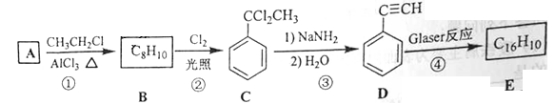 CCl₂CH₃ C≡CH
A CH₃CH₂Cl AlCl₃ △ ① C₈H₁₀ Cl₂ 光照 ② 1) NaNH₂ 2) H₂O ③ Glaser反应 ④ C₁₆H₁₀
B C D E